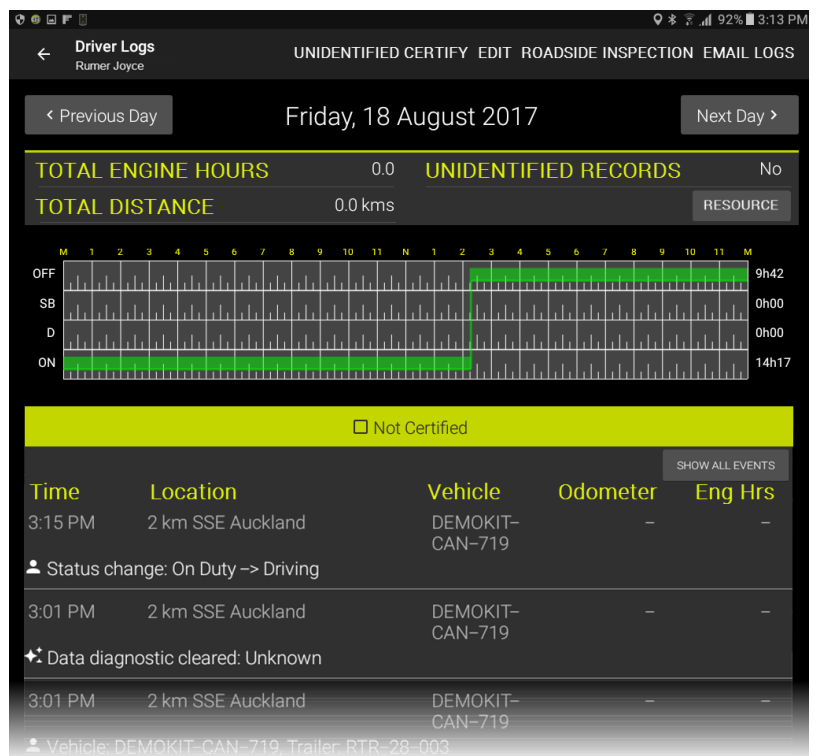 92% 3:13 PM
Driver Logs
Rumer Joyce
UNIDENTIFIED CERTIFY EDIT ROADSIDE INSPECTION EMAIL LOGS
< Previous Day
Friday, 18 August 2017
Next Day >
TOTAL ENGINE HOURS 0.0 UNIDENTIFIED RECORDS No
TOTAL DISTANCE 0.0 kms RESOURCE
M 1 2 3 4 5 6 7 8 9 10 11 N 1 2 3 4 5 6 7 8 9 10 11 M
OFF 9h42
SB 0h00
D 0h00
ON 14h17
Not Certified
SHOW ALL EVENTS
Time Location Vehicle Odometer Eng Hrs
3:15 PM 2 km SSE Auckland DEMOKIT– – –
CAN–719
Status change: On Duty –> Driving
3:01 PM 2 km SSE Auckland DEMOKIT– – –
CAN–719
Data diagnostic cleared: Unknown
3:01 PM 2 km SSE Auckland DEMOKIT– – –
CAN–719
Vehicle: DEMOKIT–CAN–719, Trailer: RTR–28–003